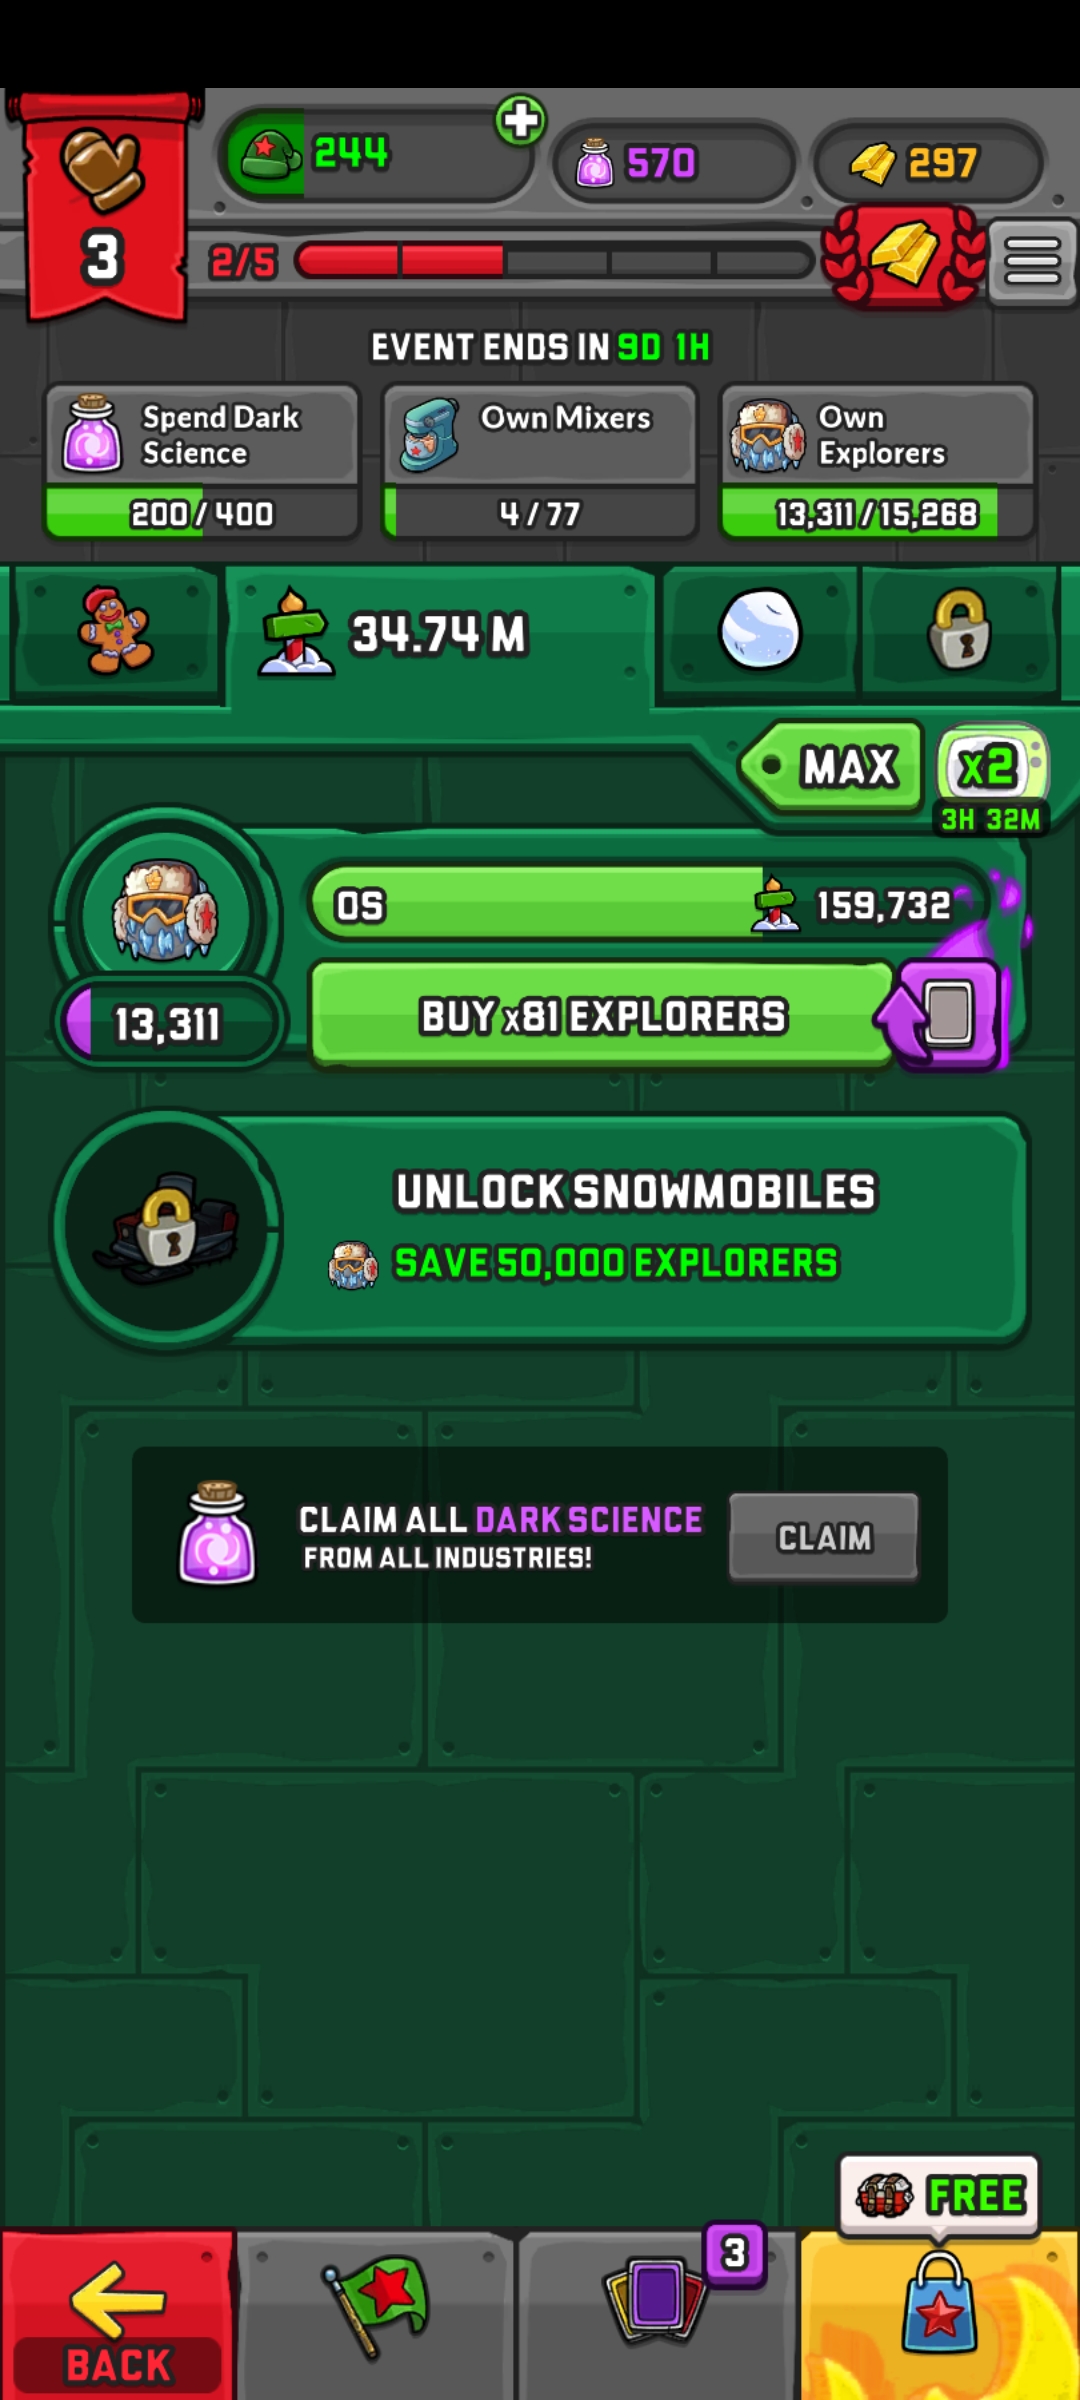 244
570
297
3
2/5
EVENT ENDS IN 9D 1H
Spend Dark Science
200/400
Own Mixers
4/77
Own Explorers
13,311/15,268
34.74 M
MAX
x2
3H 32M
0S
159,732
13,311
BUY x81 EXPLORERS
UNLOCK SNOWMOBILES
SAVE 50,000 EXPLORERS
CLAIM ALL DARK SCIENCE
FROM ALL INDUSTRIES!
CLAIM
FREE
3
BACK